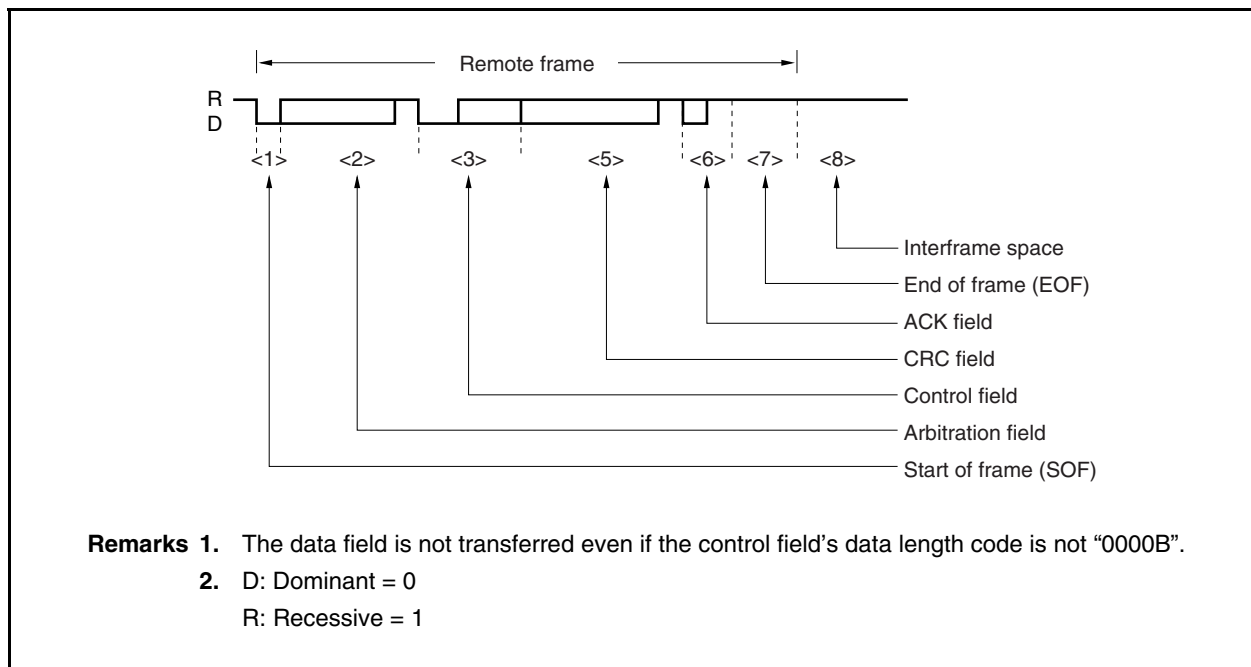 Remote frame
R
D
<1> <2> <3> <5> <6> <7> <8>
Interframe space
End of frame (EOF)
ACK field
CRC field
Control field
Arbitration field
Start of frame (SOF)
Remarks 1. The data field is not transferred even if the control field’s data length code is not “0000B”.
2. D: Dominant = 0
R: Recessive = 1